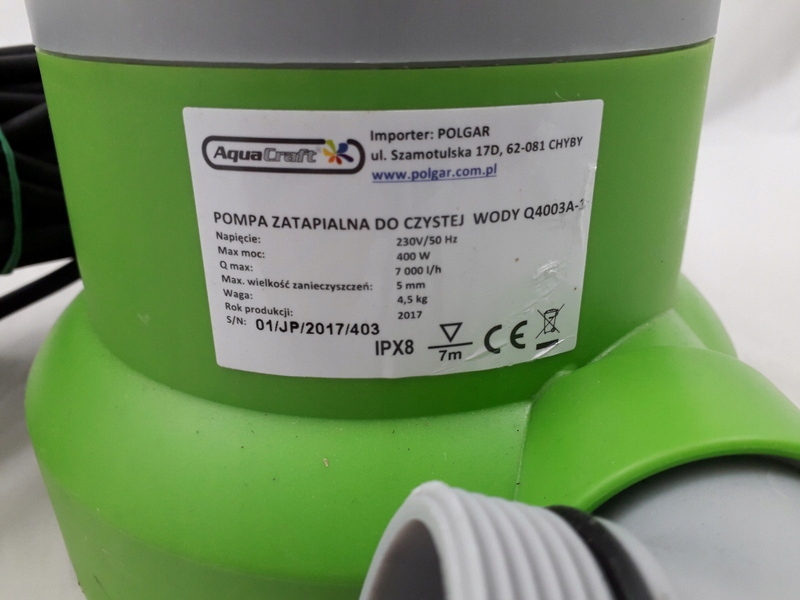 AquaCraft
Importer: POLGAR
ul. Szamotulska 17D, 62-081 CHYBY
www.polgar.com.pl
POMPA ZATAPIALNA DO CZYSTEJ WODY Q4003A-
Napięcie: 230V/50 Hz
Max moc: 400 W
Q max: 7 000 l/h
Max. wielkość zanieczyszczeń: 5 mm
Waga: 4,5 kg
Rok produkcji: 2017
S/N: 01/JP/2017/403
IPX8 7m CE